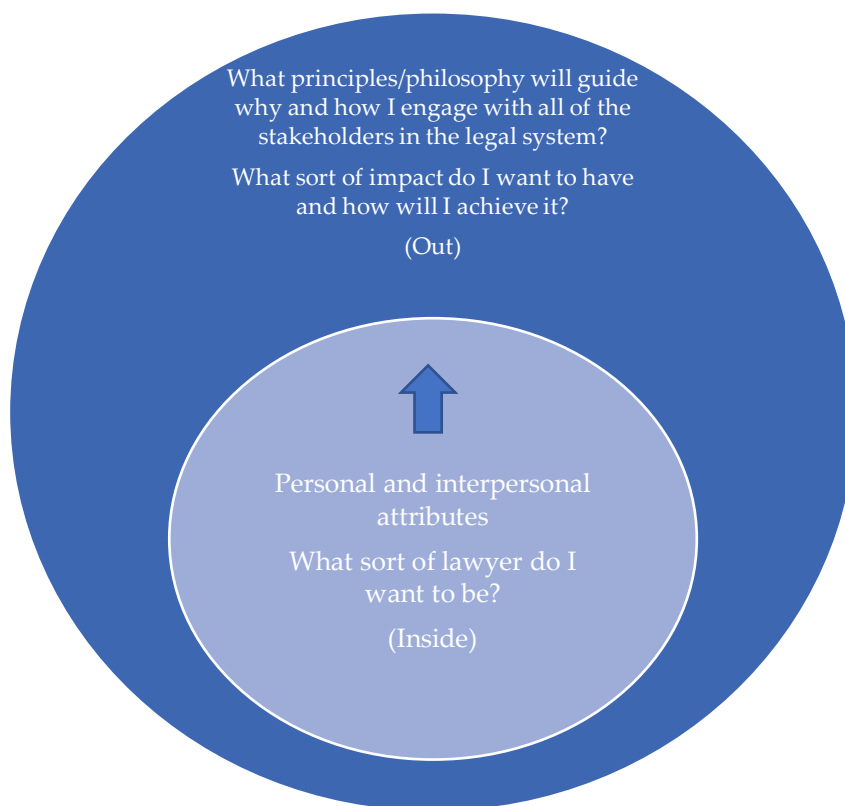 What principles/philosophy will guide
why and how I engage with all of the
stakeholders in the legal system?
What sort of impact do I want to have
and how will I achieve it?
(Out)
Personal and interpersonal
attributes
What sort of lawyer do I
want to be?
(Inside)